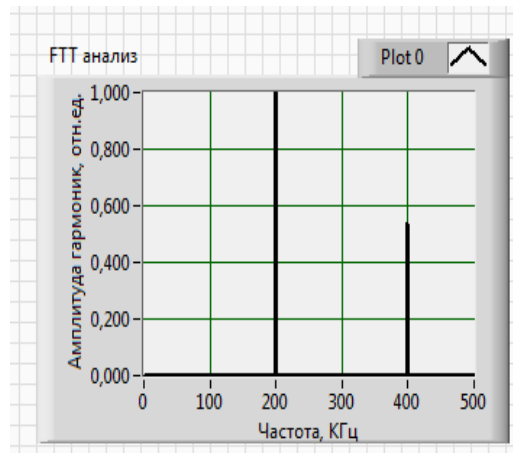 FTT анализ
Plot 0
Амплитуда гармоник, отн.ед.
1,000
0,800
0,600
0,400
0,200
0,000
0 100 200 300 400 500
Частота, КГц